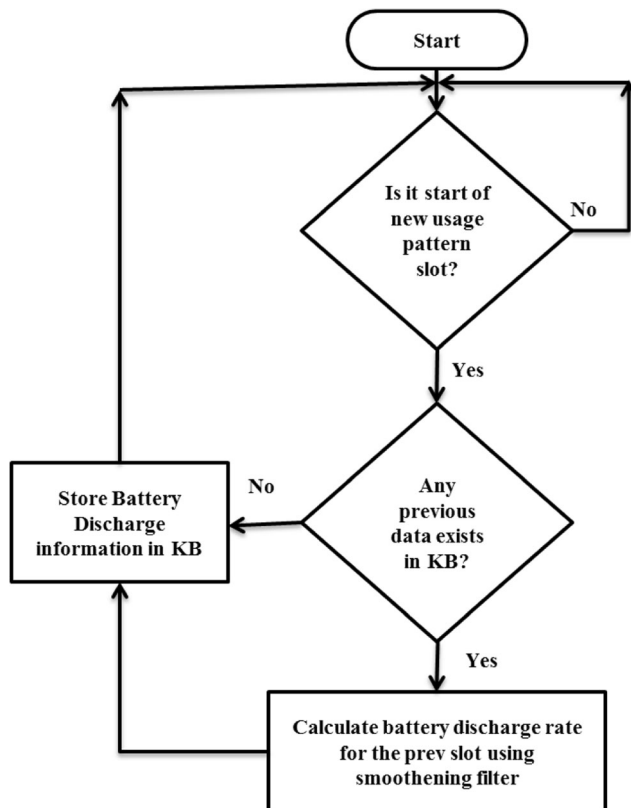 Start
Is it start of
new usage
pattern
slot?
No
Yes
Store Battery
Discharge
information in KB
No
Any
previous
data exists
in KB?
Yes
Calculate battery discharge rate
for the prev slot using
smoothening filter